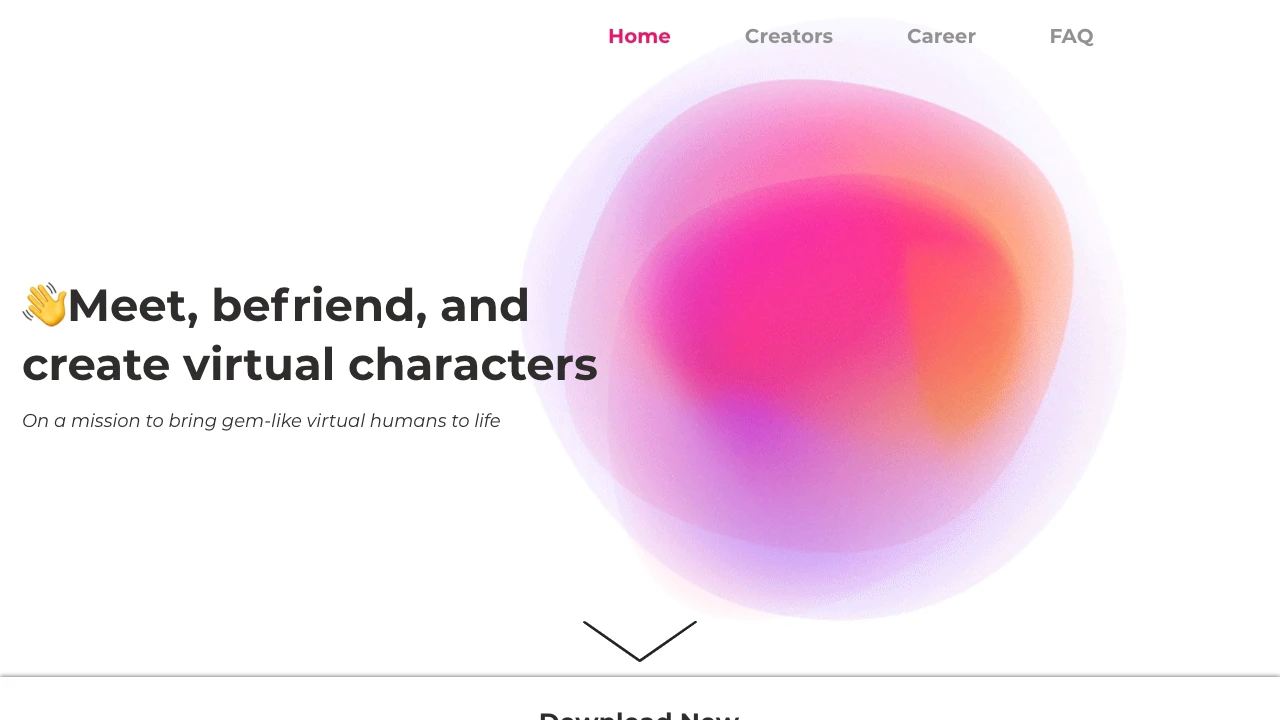 Home Creators Career FAQ
👋Meet, befriend, and
create virtual characters
On a mission to bring gem-like virtual humans to life
Download Now